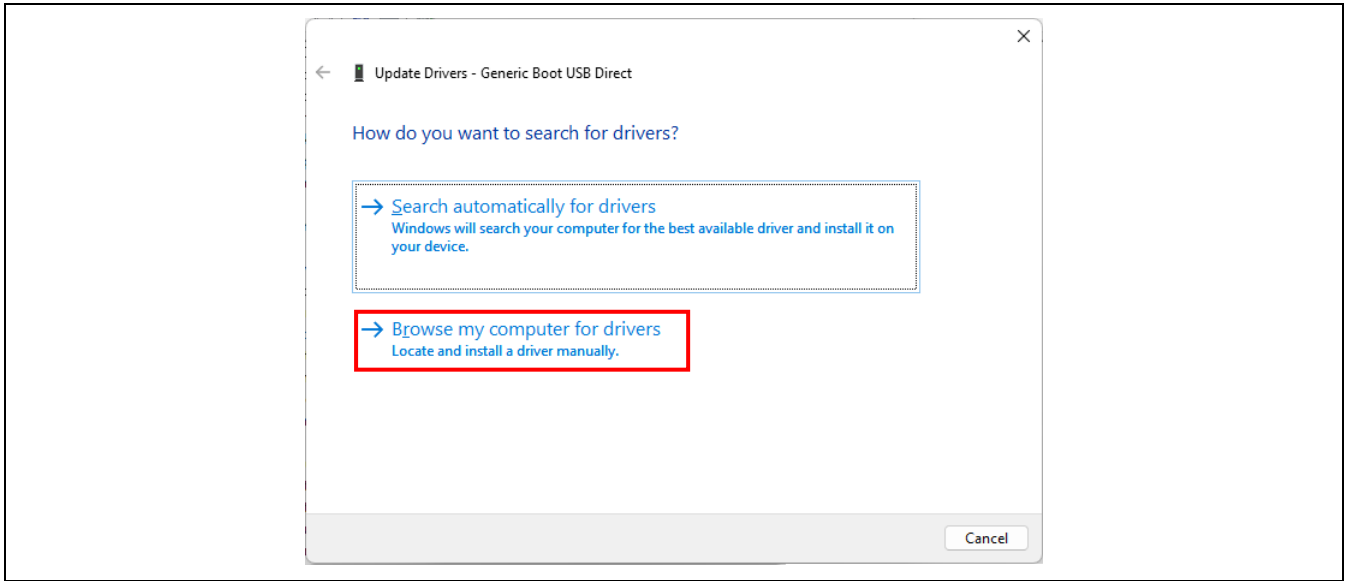 Update Drivers - Generic Boot USB Direct
How do you want to search for drivers?
Search automatically for drivers
Windows will search your computer for the best available driver and install it on
your device.
Browse my computer for drivers
Locate and install a driver manually.
Cancel